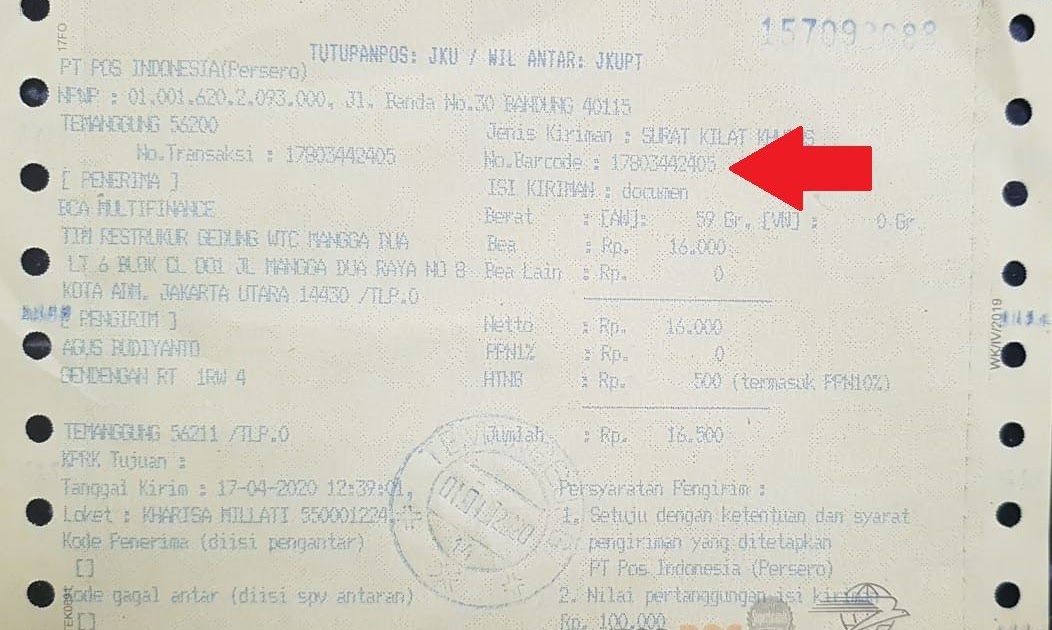 17FO
157092088
TUTUPANPOS: JKU / WIL ANTAR: JKUPT
PT POS INDONESIA(Persero)
NPWP : 01.001.620.2.093.000, Jl. Banda No.30 BANDUNG 40115
TEMANGGUNG 56200
Jenis Kiriman : SURAT KILAT
No.Transaksi : 17803442405
No.Barcode : 17803442405
[ PENERIMA ]
ISI KIRIMAN : documen
BCA MULTIFINANCE
Berat : [AW]: 59 Gr. [VW] : 0 Gr.
TIM RESTRUKUR GEDUNG WTC MANGGA DUA
Bea : Rp. 16.000
LT 6 BLOK CL 001 JL MANGGA DUA RAYA NO 8
Bea Lain : Rp. 0
KOTA ADM. JAKARTA UTARA 14430 /TLP.0
[ PENGIRIM ]
Netto : Rp. 16.000
WK/IV/2019
AGUS BUDIYANTO
PPN1% : Rp. 0
GENDENGAN RT 1RW 4
HTNB : Rp. 500 (termasuk PPN10%)
TEMANGGUNG 56211 /TLP.0
Jumlah : Rp. 16.500
KPRK Tujuan :
Tanggal Kirim : 17-04-2020 12:39:01,
Persyaratan Pengirim :
Loket : KHARISA MILLATI 550001224.
1. Setuju dengan ketentuan dan syarat
Kode Penerima (diisi pengantar)
pengiriman yang ditetapkan
[]
PT Pos Indonesia (Persero)
Kode gagal antar (diisi spv antaran)
2. Nilai pertanggungan isi kiriman
[]
Rp. 100.000